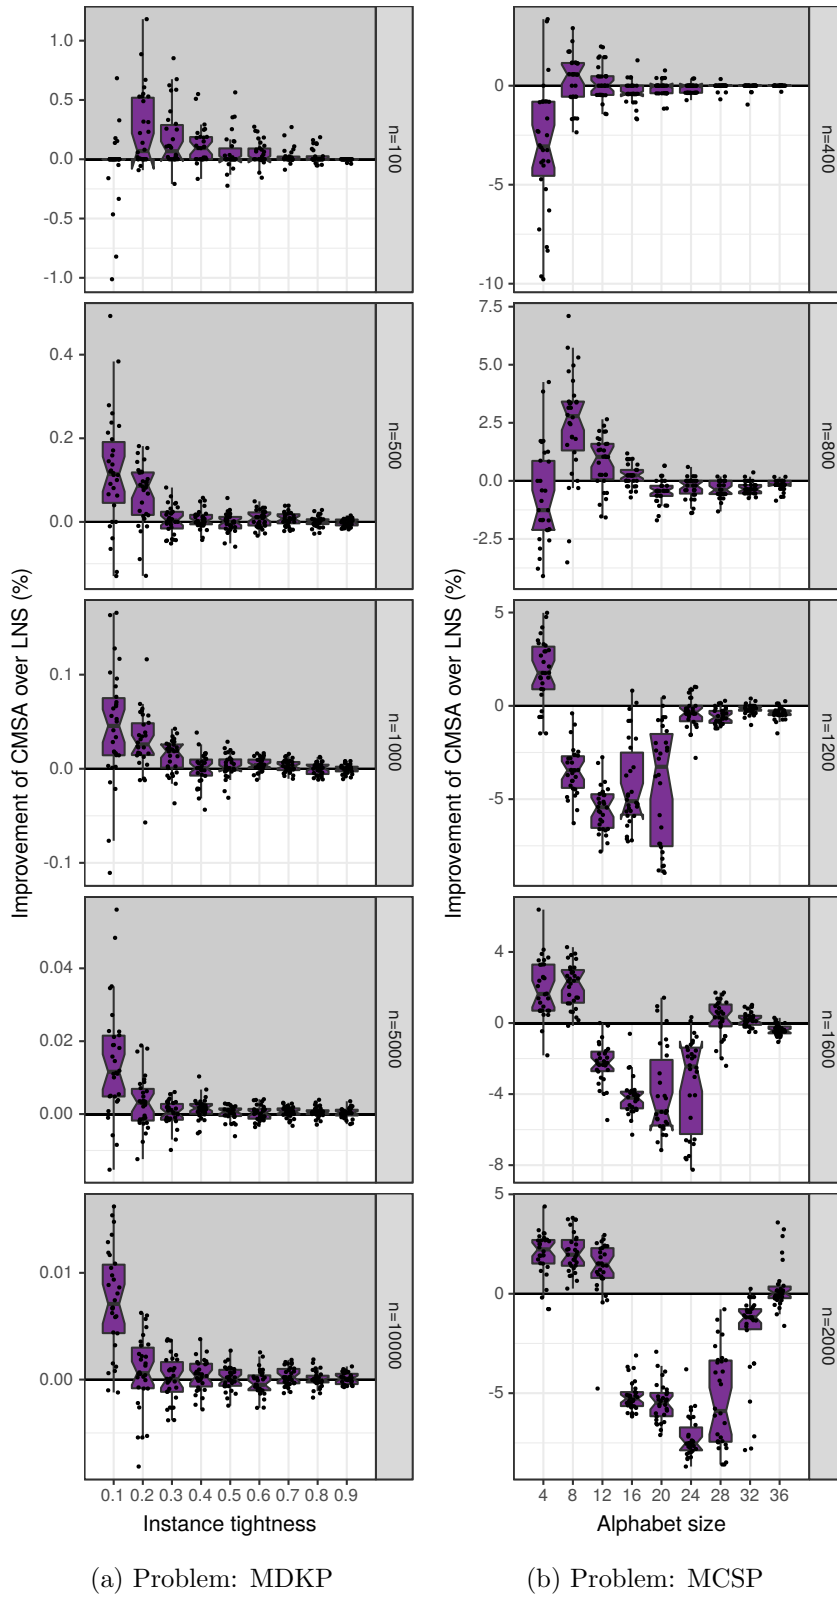 Improvement of CMSA over LNS (%)
1.0
0.5
0.0
-0.5
-1.0
n=100
0.4
0.2
0.0
n=500
0.1
0.0
-0.1
n=1000
0.04
0.02
0.00
n=5000
0.01
0.00
n=10000
0.1 0.2 0.3 0.4 0.5 0.6 0.7 0.8 0.9
Instance tightness
(a) Problem: MDKP
Improvement of CMSA over LNS (%)
0
-5
-10
n=400
7.5
5.0
2.5
0.0
-2.5
n=800
5
0
-5
n=1200
4
0
-4
-8
n=1600
5
0
-5
n=2000
4 8 12 16 20 24 28 32 36
Alphabet size
(b) Problem: MCSP